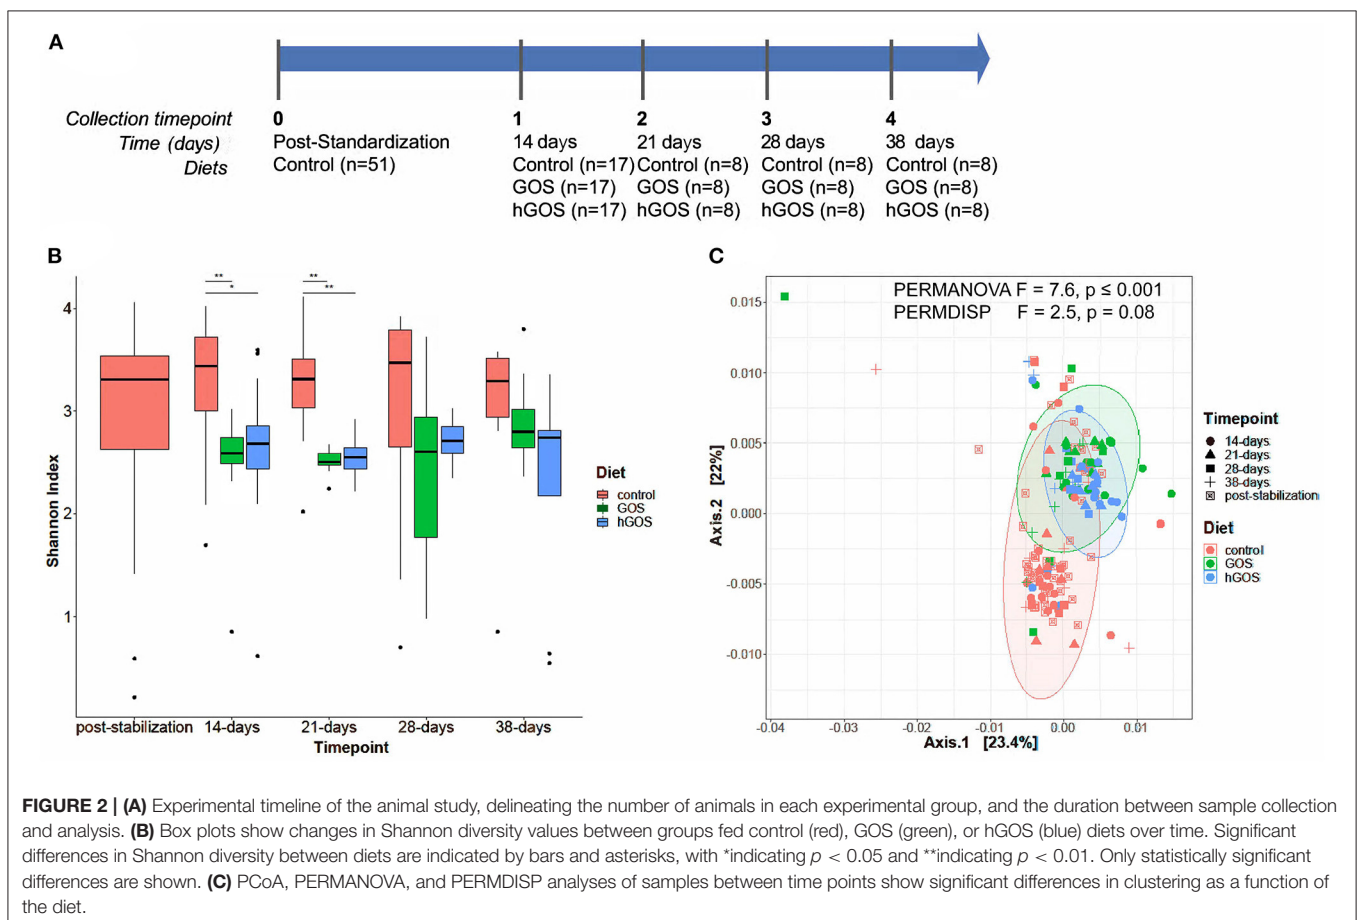 A
Collection timepoint 0 1 2 3 4
Time (days) Post-Standardization 14 days 21 days 28 days 38 days
Diets Control (n=51) Control (n=17) Control (n=8) Control (n=8) Control (n=8)
GOS (n=17) GOS (n=8) GOS (n=8) GOS (n=8)
hGOS (n=17) hGOS (n=8) hGOS (n=8) hGOS (n=8)
B
** **
* **
4
3
2
1
Shannon Index
post-stabilization 14-days 21-days 28-days 38-days
Timepoint
Diet
control
GOS
hGOS
C
PERMANOVA F = 7.6, p ≤ 0.001
PERMDISP F = 2.5, p = 0.08
0.015
0.010
0.005
0.000
-0.005
-0.010
Axis.2 [22%]
-0.04 -0.03 -0.02 -0.01 0.00 0.01
Axis.1 [23.4%]
Timepoint
14-days
21-days
28-days
38-days
post-stabilization
Diet
control
GOS
hGOS
FIGURE 2 | (A) Experimental timeline of the animal study, delineating the number of animals in each experimental group, and the duration between sample collection
and analysis. (B) Box plots show changes in Shannon diversity values between groups fed control (red), GOS (green), or hGOS (blue) diets over time. Significant
differences in Shannon diversity between diets are indicated by bars and asterisks, with *indicating p < 0.05 and **indicating p < 0.01. Only statistically significant
differences are shown. (C) PCoA, PERMANOVA, and PERMDISP analyses of samples between time points show significant differences in clustering as a function of
the diet.